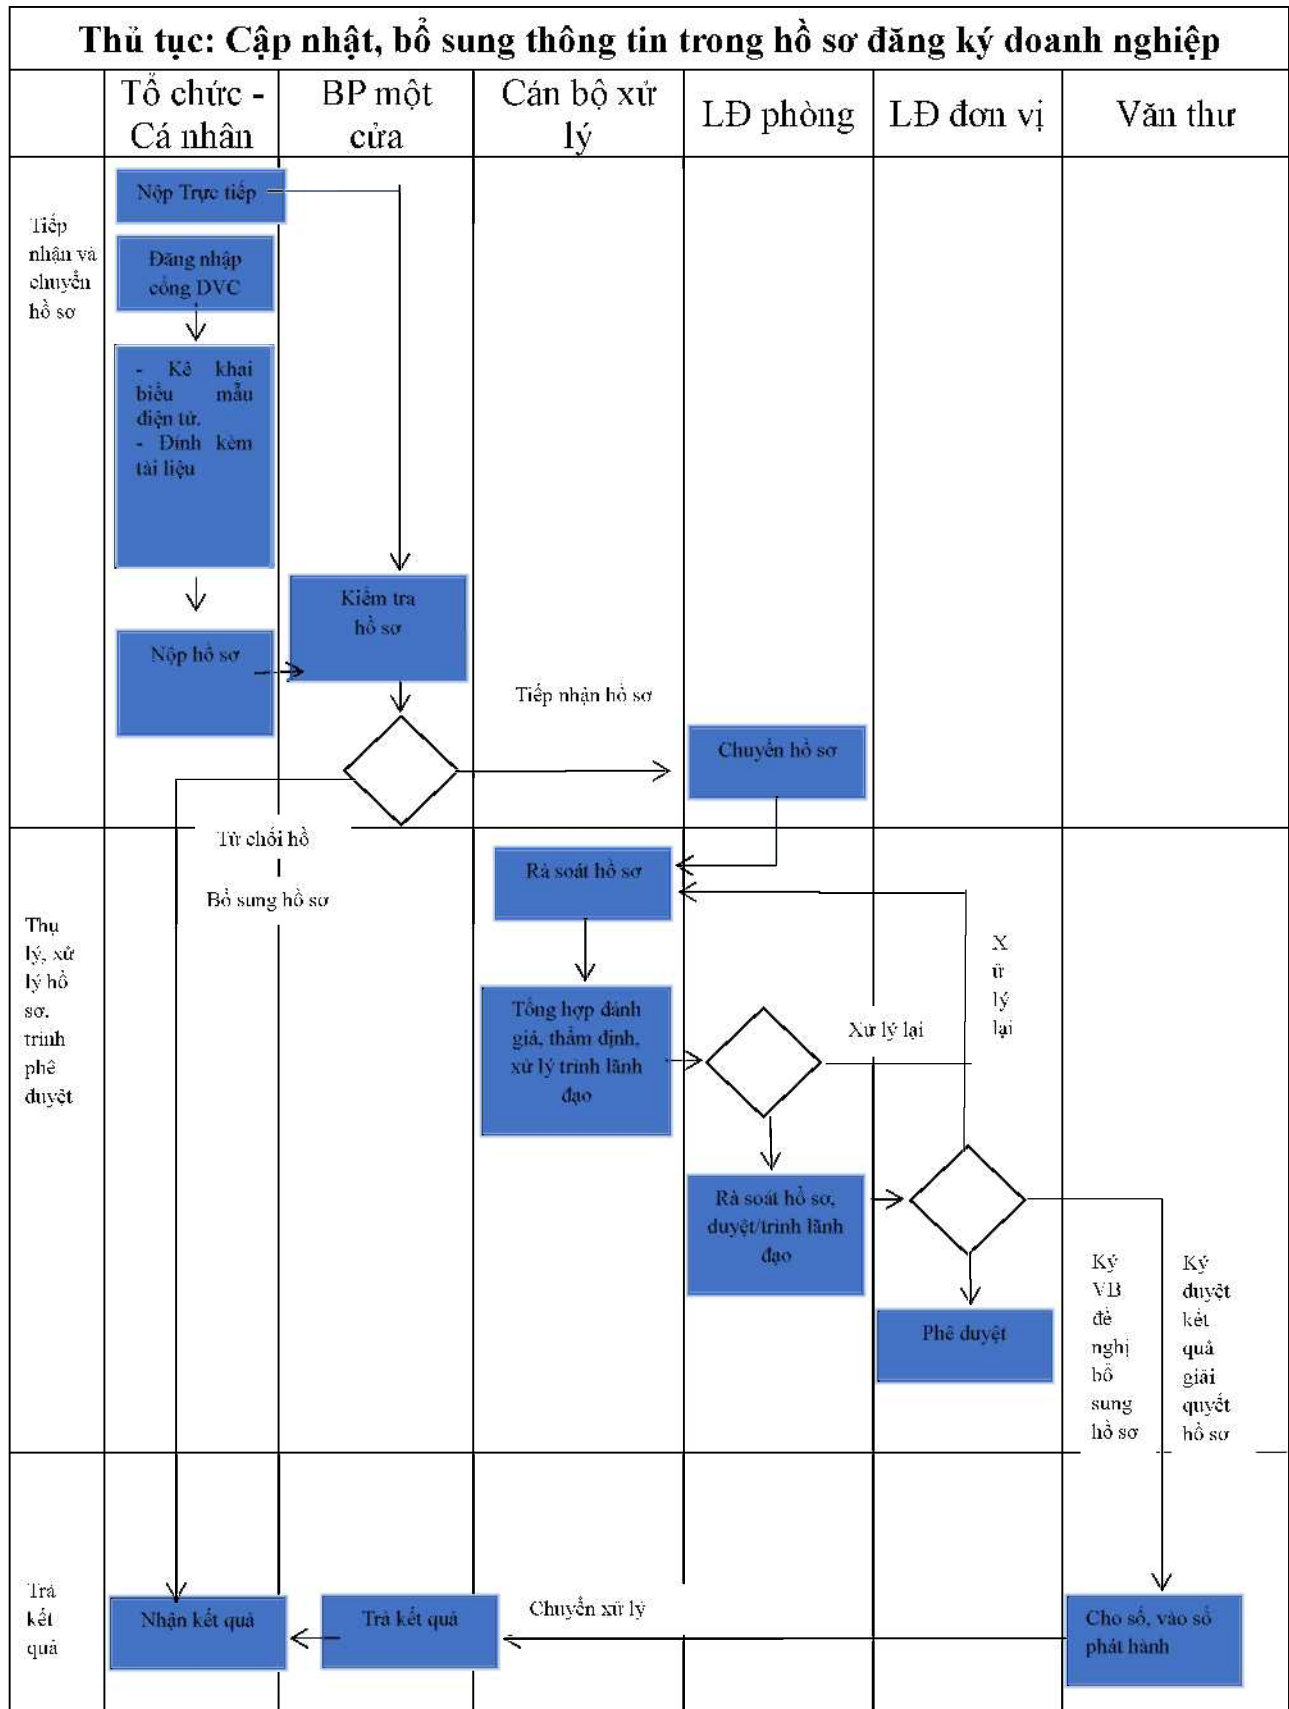 Thủ tục: Cập nhật, bổ sung thông tin trong hồ sơ đăng ký doanh nghiệp
Tổ chức -
Cá nhân
BP một
cửa
Cán bộ xử
lý
LĐ phòng
LĐ đơn vị
Văn thư
Tiếp
nhận và
chuyển
hồ sơ
Nộp Trực tiếp
Đăng nhập
cổng DVC
- Kê khai
biểu mẫu
điện tử.
- Đính kèm
tài liệu
Nộp hồ sơ
Kiểm tra
hồ sơ
Tiếp nhận hồ sơ
Chuyển hồ sơ
Từ chối hồ
Bổ sung hồ sơ
Thụ
lý, xử
lý hồ
sơ.
trình
phê
duyệt
Rà soát hồ sơ
Tổng hợp đánh
giá, thẩm định,
xử lý trình lãnh
đạo
Xử lý lại
X
ử
lý
lại
Rà soát hồ sơ,
duyệt/trình lãnh
đạo
Phê duyệt
Ký
VB
đề
nghị
bổ
sung
hồ sơ
Ký
duyệt
kết
quả
giải
quyết
hồ sơ
Trả
kết
quả
Nhận kết quả
Trả kết quả
Chuyển xử lý
Cho số, vào sổ
phát hành